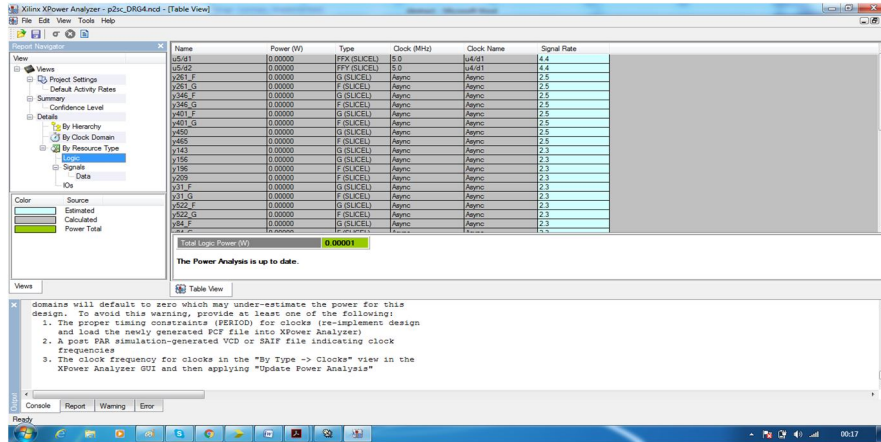 Xilinx XPower Analyzer - p2sc_DRG4.ncd - [Table View]
File Edit View Tools Help
Report Navigator
View
Views
Project Settings
Default Activity Rates
Summary
Confidence Level
Details
By Hierarchy
By Clock Domain
By Resource Type
Logic
Signals
Data
IOs
Color Source
Estimated
Calculated
Power Total
Views
Name Power (W) Type Clock (MHz) Clock Name Signal Rate
u5/d1 0.00000 FFX (SLICEL) 5.0 u4/d1 4.4
u5/d2 0.00000 FFY (SLICEL) 5.0 u4/d1 4.4
y261_F 0.00000 G (SLICEL) Async Async 2.5
y261_G 0.00000 F (SLICEL) Async Async 2.5
y346_F 0.00000 G (SLICEL) Async Async 2.5
y346_G 0.00000 F (SLICEL) Async Async 2.5
y401_F 0.00000 G (SLICEL) Async Async 2.5
y401_G 0.00000 F (SLICEL) Async Async 2.5
y450 0.00000 G (SLICEL) Async Async 2.5
y465 0.00000 F (SLICEL) Async Async 2.5
y143 0.00000 G (SLICEL) Async Async 2.3
y156 0.00000 G (SLICEL) Async Async 2.3
y196 0.00000 F (SLICEL) Async Async 2.3
y209 0.00000 F (SLICEL) Async Async 2.3
y31_F 0.00000 G (SLICEL) Async Async 2.3
y31_G 0.00000 F (SLICEL) Async Async 2.3
y522_F 0.00000 G (SLICEL) Async Async 2.3
y522_G 0.00000 F (SLICEL) Async Async 2.3
y84_F 0.00000 G (SLICEL) Async Async 2.3
Total Logic Power (W) 0.00001
The Power Analysis is up to date.
Table View
domains will default to zero which may under-estimate the power for this
design. To avoid this warning, provide at least one of the following:
1. The proper timing constraints (PERIOD) for clocks (re-implement design
and load the newly generated PCF file into XPower Analyzer)
2. A post PAR simulation-generated VCD or SAIF file indicating clock
frequencies
3. The clock frequency for clocks in the "By Type -> Clocks" view in the
XPower Analyzer GUI and then applying "Update Power Analysis"
Output
Console Report Warning Error
Ready
00:17